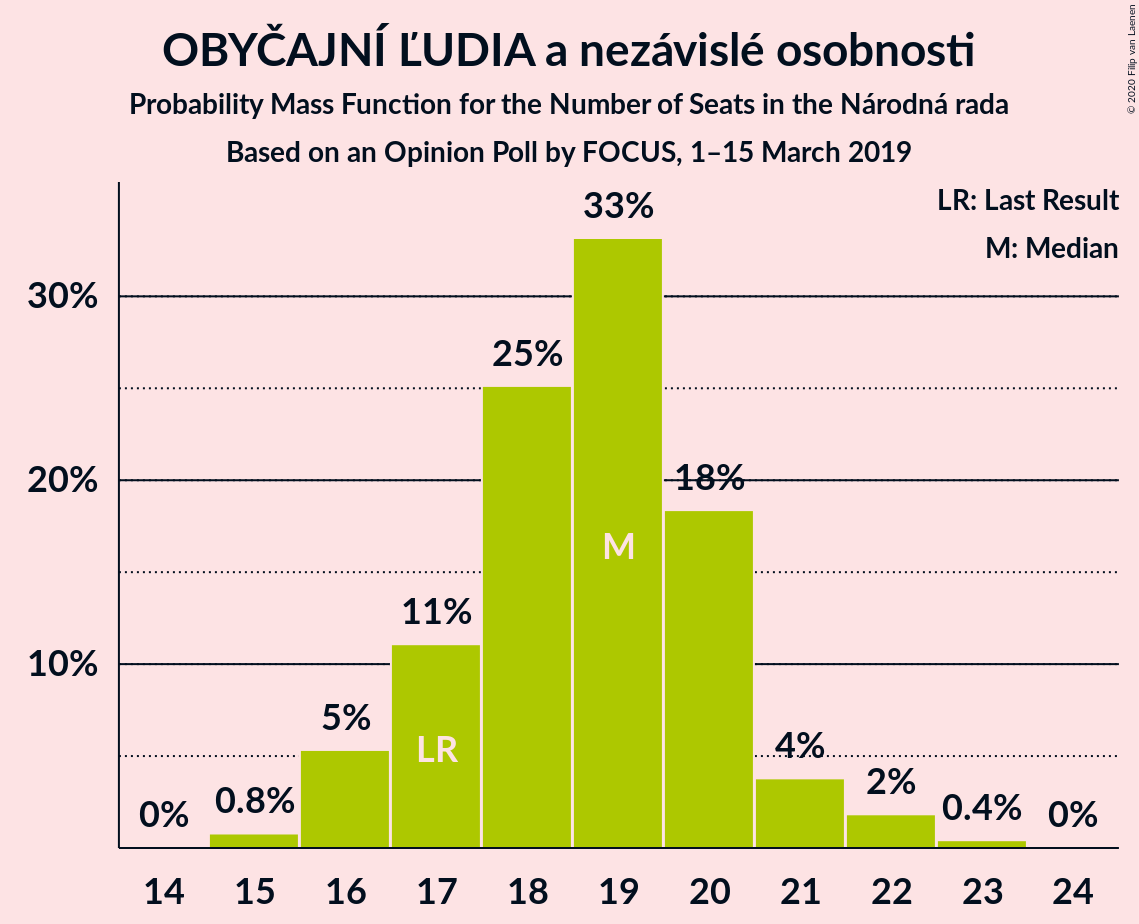 OBYČAJNÍ ĽUDIA a nezávislé osobnosti
Probability Mass Function for the Number of Seats in the Národná rada
Based on an Opinion Poll by FOCUS, 1–15 March 2019
© 2020 Filip van Laenen
LR: Last Result
M: Median
30%
20%
10%
0%
0.8%
5%
11%
25%
33%
18%
4%
2%
0.4%
0%
LR
M
14 15 16 17 18 19 20 21 22 23 24